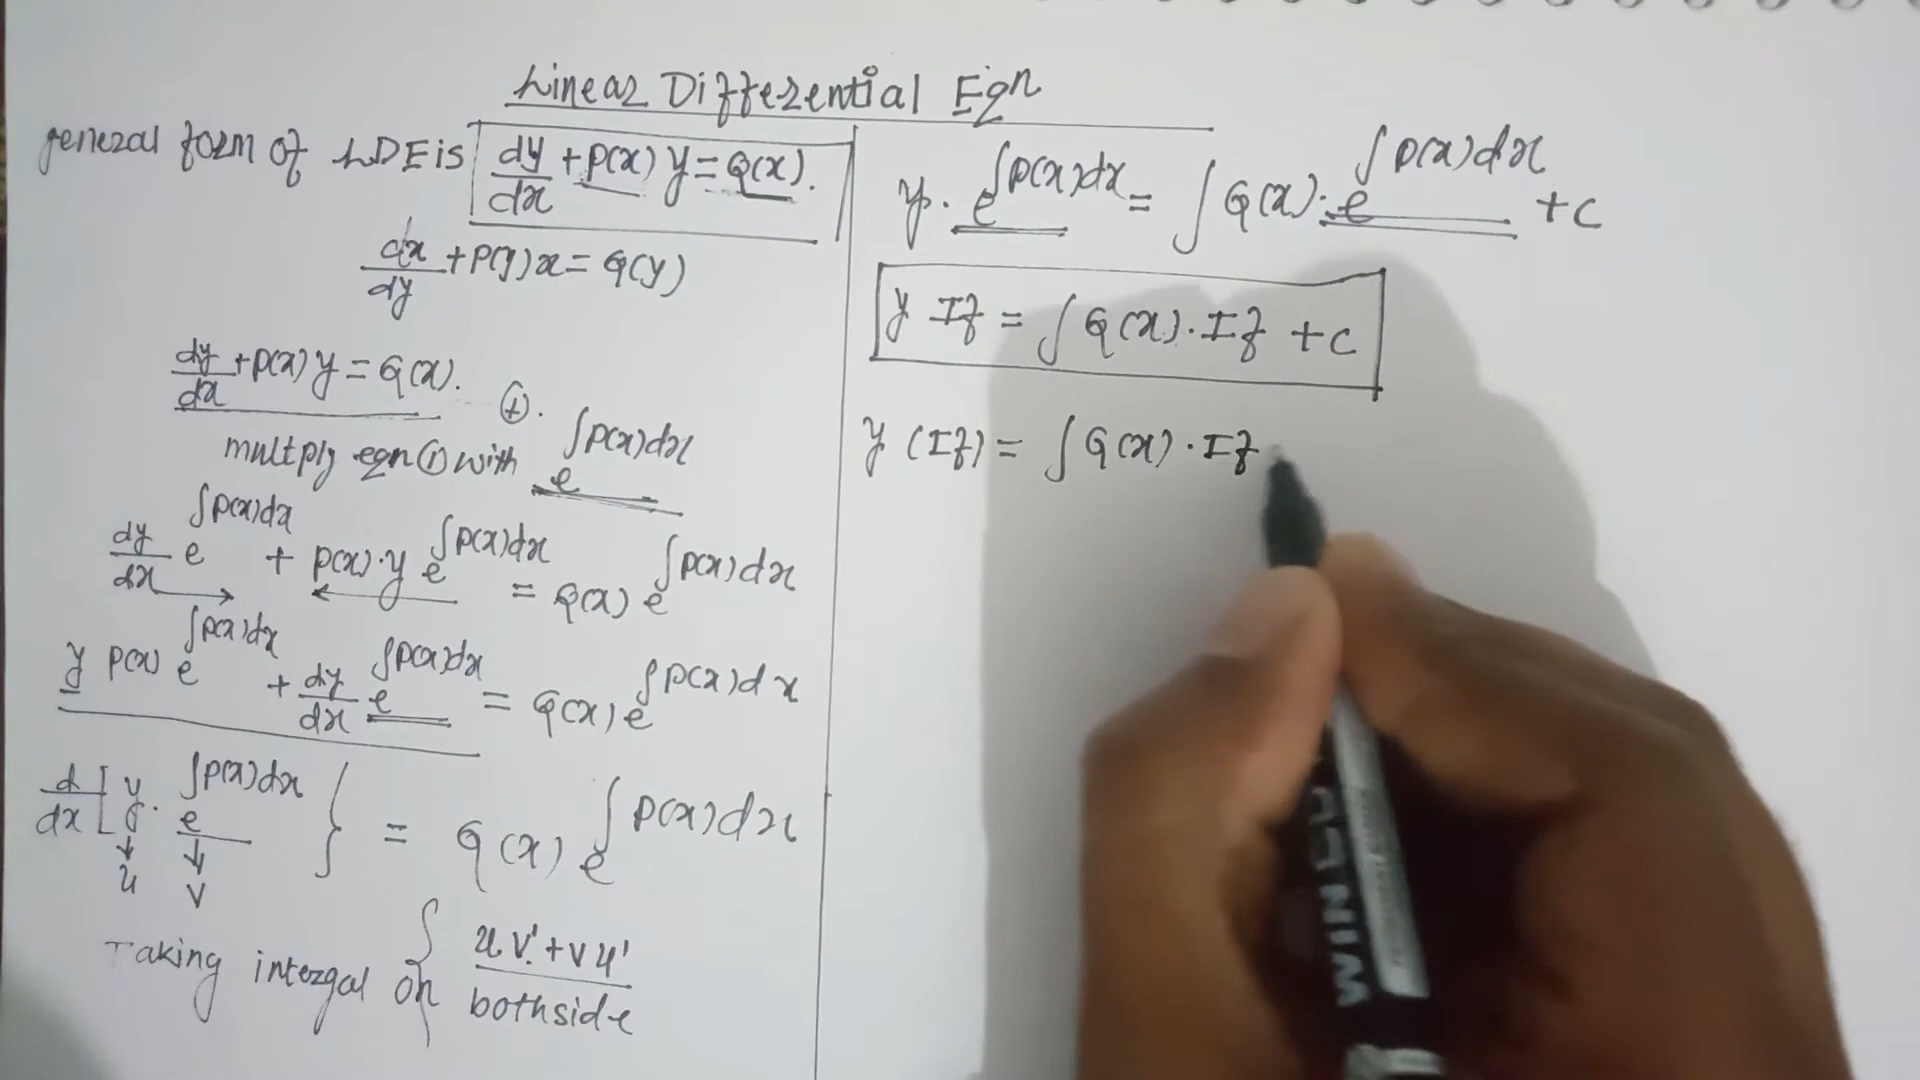 Linear Differential Eqn
general form of LDE is dy/dx + P(x) y = Q(x).
dx/dy + P(y) x = Q(y)
dy/dx + P(x) y = Q(x). ①.
multply eqn ① with e^∫P(x)dx
dy/dx e^∫P(x)dx + P(x)·y e^∫P(x)dx = Q(x) e^∫P(x)dx
y P(x) e^∫P(x)dx + dy/dx e^∫P(x)dx = Q(x) e^∫P(x)dx
d/dx [y. e^∫P(x)dx } = Q(x) e^∫P(x)dx
u v
{ uv'+vu'
Taking integral on bothside
y. e^∫P(x)dx = ∫Q(x)·e^∫P(x)dx +c
y If = ∫Q(x).If +c
y (If) = ∫Q(x)·If
WIN